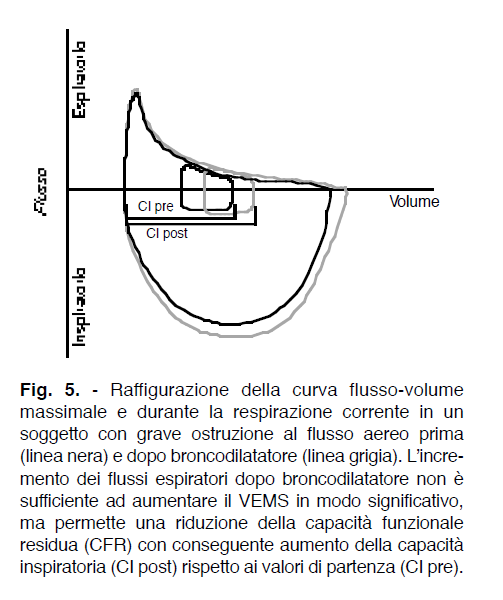 Espiratoria
Flusso
Volume
CI pre
CI post
Inspiratoria
Fig. 5. - Raffigurazione della curva flusso-volume
massimale e durante la respirazione corrente in un
soggetto con grave ostruzione al flusso aereo prima
(linea nera) e dopo broncodilatatore (linea grigia). L'incre-
mento dei flussi espiratori dopo broncodilatatore non è
sufficiente ad aumentare il VEMS in modo significativo,
ma permette una riduzione della capacità funzionale
residua (CFR) con conseguente aumento della capacità
inspiratoria (CI post) rispetto ai valori di partenza (CI pre).